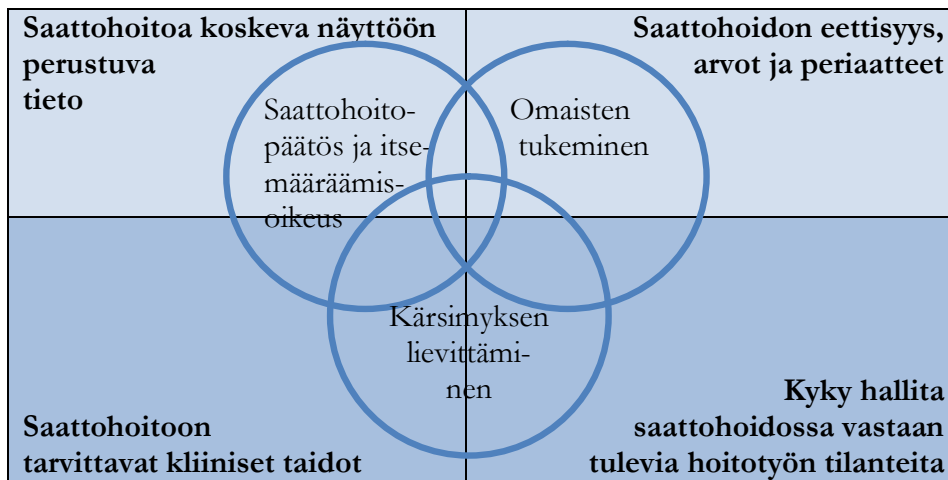 Saattohoitoa koskeva näyttöön
perustuva
tieto
Saattohoidon eettisyys,
arvot ja periaatteet
Saattohoito-
päätös ja itse-
määräämis-
oikeus
Omaisten
tukeminen
Kärsimyksen
lievittämi-
nen
Saattohoitoon
tarvittavat kliiniset taidot
Kyky hallita
saattohoidossa vastaan
tulevia hoitotyön tilanteita